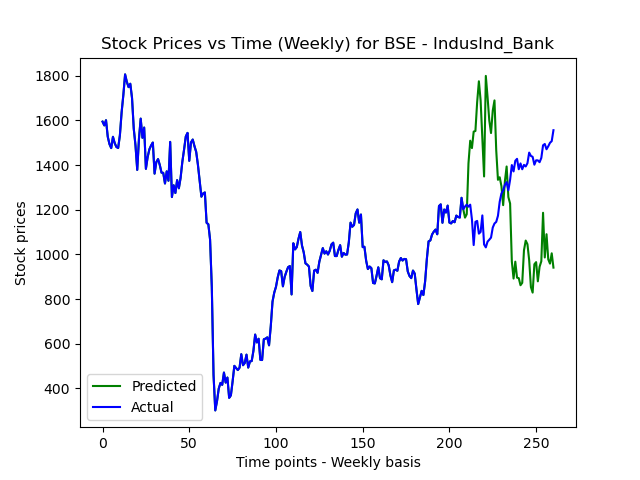 Stock Prices vs Time (Weekly) for BSE - IndusInd_Bank
Stock prices
1800
1600
1400
1200
1000
800
600
400
Predicted
Actual
0 50 100 150 200 250
Time points - Weekly basis